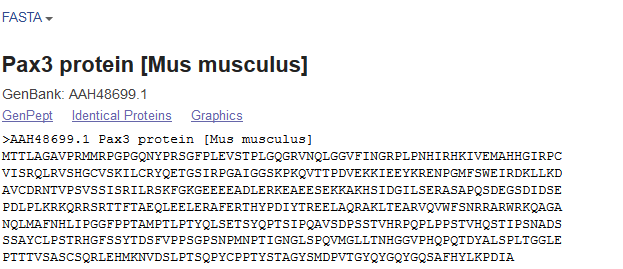 FASTA
Pax3 protein [Mus musculus]
GenBank: AAH48699.1
GenPept Identical Proteins Graphics
>AAH48699.1 Pax3 protein [Mus musculus]
MTTLAGAVPRMMRPGPGQNYPRSGFPLEVSTPLGQGRVNQLGGVFINGRPLPNHIRHKIVEMAHHGIRPC
VISRQLRVSHGCVSKILCRYQETGSIRPGAIGGSKPKQVTTPDVEKKIEEYKRENPGMFSWEIRDKLLKD
AVCDRNTVPSVSSISRILRSKFGKGEEEEADLERKEAEESEKKAKHSIDGILSERASAPQSDEGSDIDSE
PDLPLKRKQRRSRTTFTAEQLEELERAFERTHYPDIYTREELAQRAKLTEARVQVWFSNRRARWRKQAGA
NQLMAFNHLIPGGFPPTAMPTLPTYQLSETSYQPTSIPQAVSDPSSTVHRPQPLPPSTVHQSTIPSNADS
SSAYCLPSTRHGFSSYTDSFVPPSGPSNPMNPTIGNGLSPQVMGLLTNHGGVPHQPQTDYALSPLTGGLE
PTTTVSASCSQRLEHMKNVDSLPTSQPYCPPTYSTAGYSMDPVTGYQYGQYGQSAFHYLKPDIA